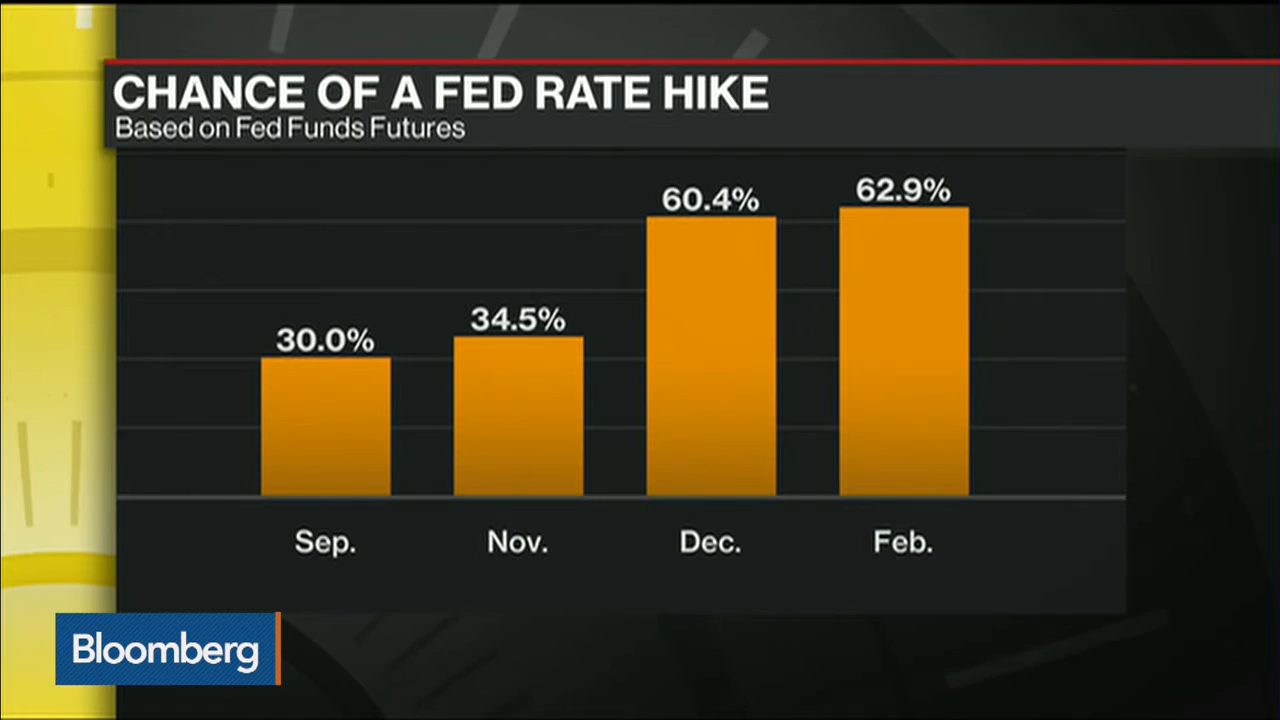 CHANCE OF A FED RATE HIKE
Based on Fed Funds Futures
30.0%
34.5%
60.4%
62.9%
Sep.
Nov.
Dec.
Feb.
Bloomberg